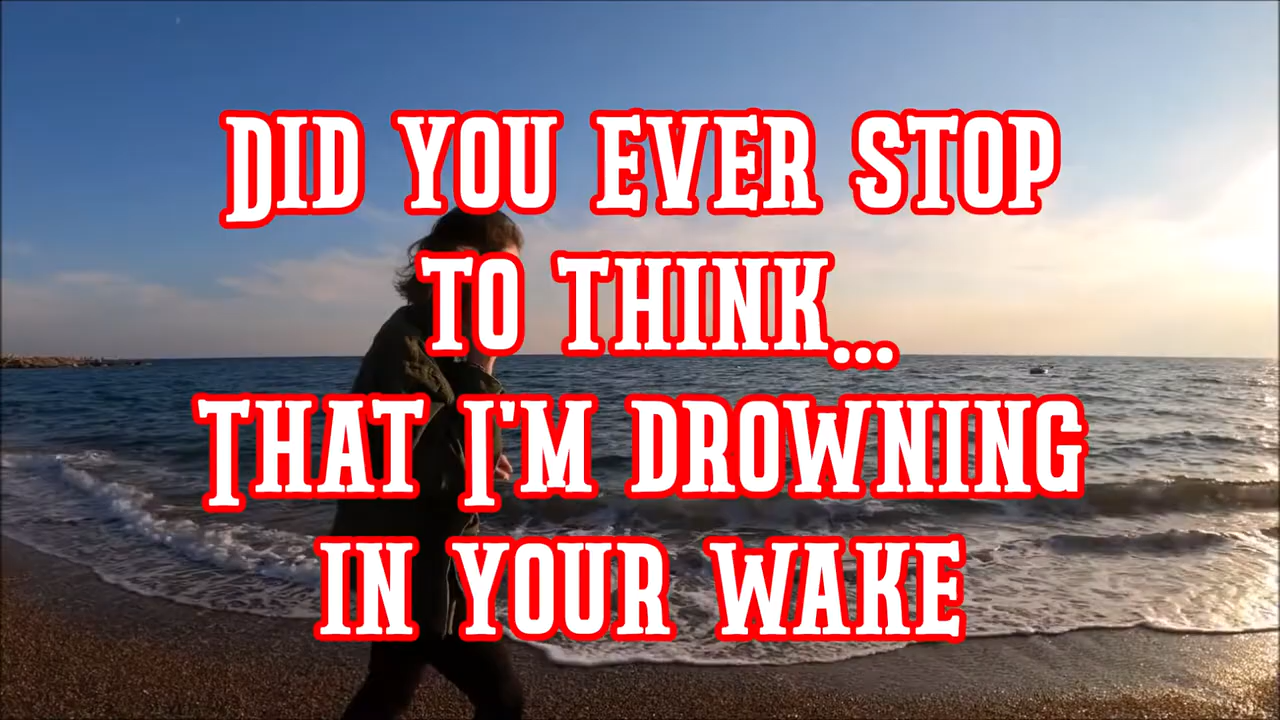 Did you ever stop
to think...
That I'm drowning
in your wake